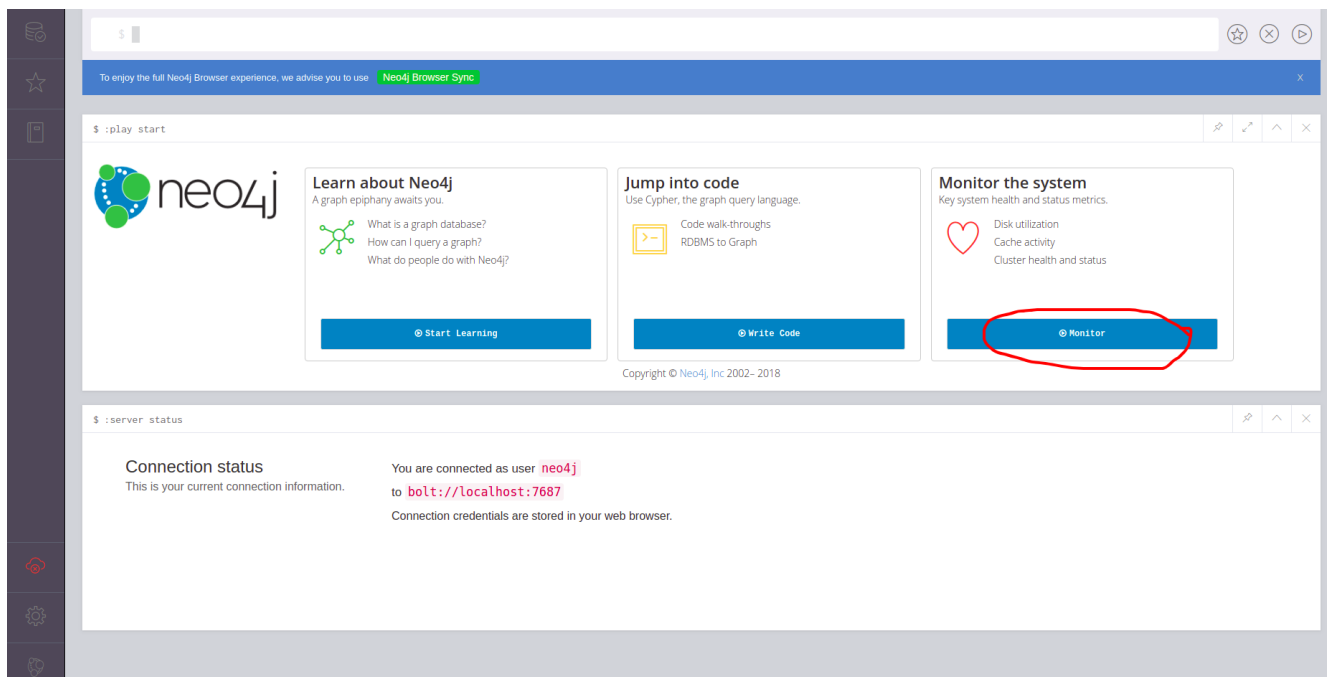 $
To enjoy the full Neo4j Browser experience, we advise you to use Neo4j Browser Sync X
$ :play start
neo4j
Learn about Neo4j
A graph epiphany awaits you.
What is a graph database?
How can I query a graph?
What do people do with Neo4j?
Start Learning
Jump into code
Use Cypher, the graph query language.
Code walk-throughs
RDBMS to Graph
Write Code
Monitor the system
Key system health and status metrics.
Disk utilization
Cache activity
Cluster health and status
Monitor
Copyright © Neo4j, Inc 2002– 2018
$ :server status
Connection status
This is your current connection information.
You are connected as user neo4j
to bolt://localhost:7687
Connection credentials are stored in your web browser.